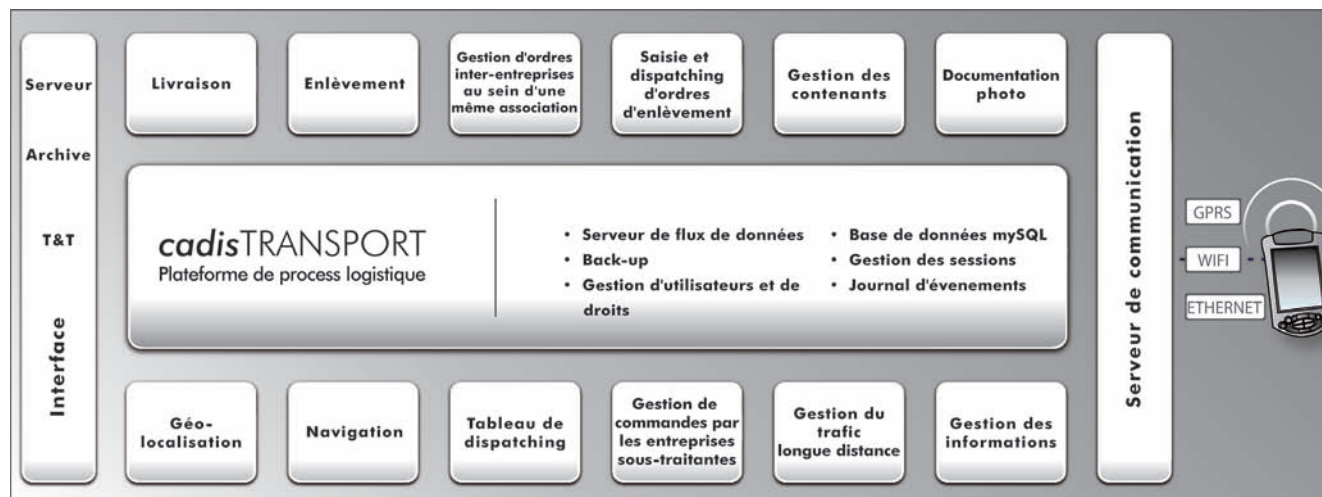 Serveur
Archive
T&T
Interface
Livraison
Enlèvement
Gestion d'ordres
inter-entreprises
au sein d'une
même association
Saisie et
dispatching
d'ordres
d'enlèvement
Gestion des
contenants
Documentation
photo
cadisTRANSPORT
Plateforme de process logistique
• Serveur de flux de données
• Back-up
• Gestion d'utilisateurs et de
droits
• Base de données mySQL
• Gestion des sessions
• Journal d'évenements
Géo-
localisation
Navigation
Tableau de
dispatching
Gestion de
commandes par
les entreprises
sous-traitantes
Gestion du
trafic
longue distance
Gestion des
informations
Serveur de communication
GPRS
WIFI
ETHERNET